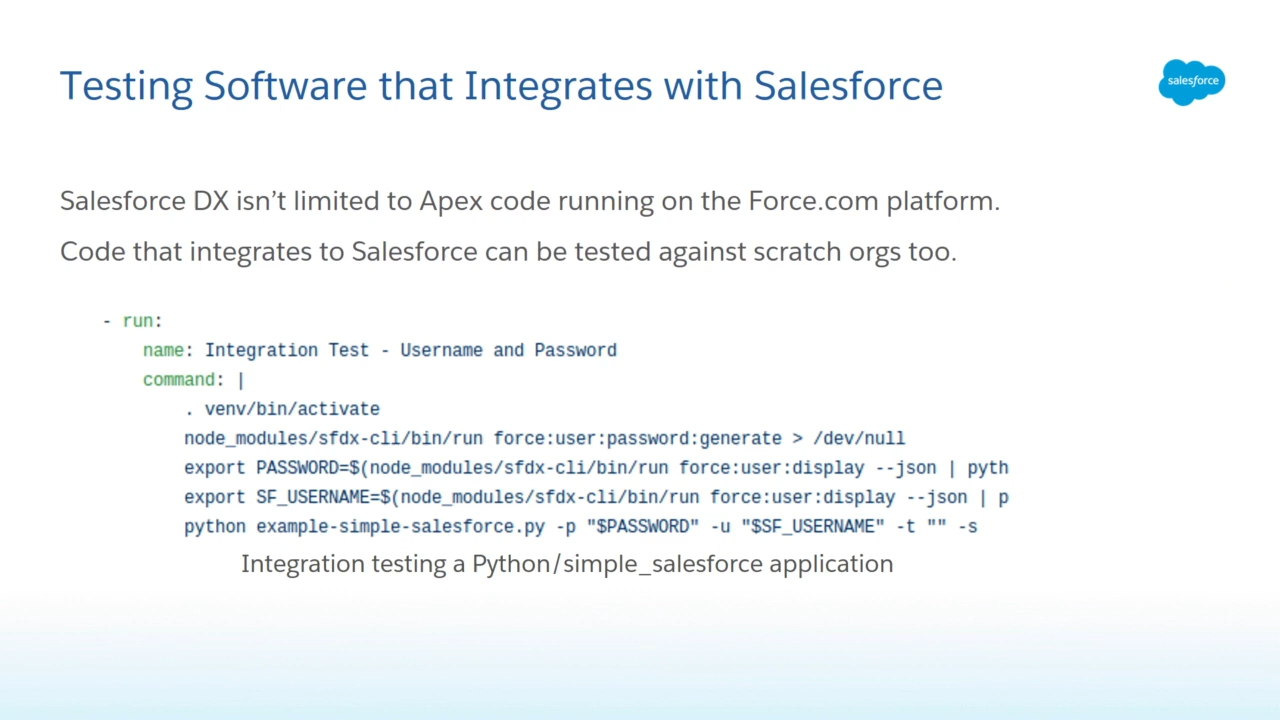 Testing Software that Integrates with Salesforce
salesforce
Salesforce DX isn’t limited to Apex code running on the Force.com platform.
Code that integrates to Salesforce can be tested against scratch orgs too.
- run:
name: Integration Test - Username and Password
command: |
. venv/bin/activate
node_modules/sfdx-cli/bin/run force:user:password:generate > /dev/null
export PASSWORD=$(node_modules/sfdx-cli/bin/run force:user:display --json | pyth
export SF_USERNAME=$(node_modules/sfdx-cli/bin/run force:user:display --json | p
python example-simple-salesforce.py -p "$PASSWORD" -u "$SF_USERNAME" -t "" -s
Integration testing a Python/simple_salesforce application